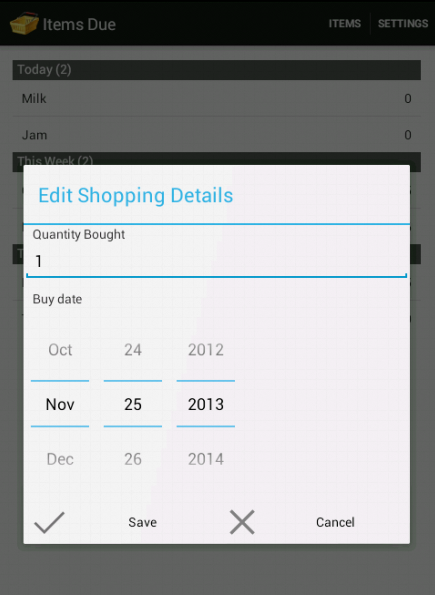 Items Due
ITEMS
SETTINGS
Today (2)
Milk 0
Jam 0
This Week (2)
Edit Shopping Details
Quantity Bought
1
Buy date
Oct 24 2012
Nov 25 2013
Dec 26 2014
Save
Cancel